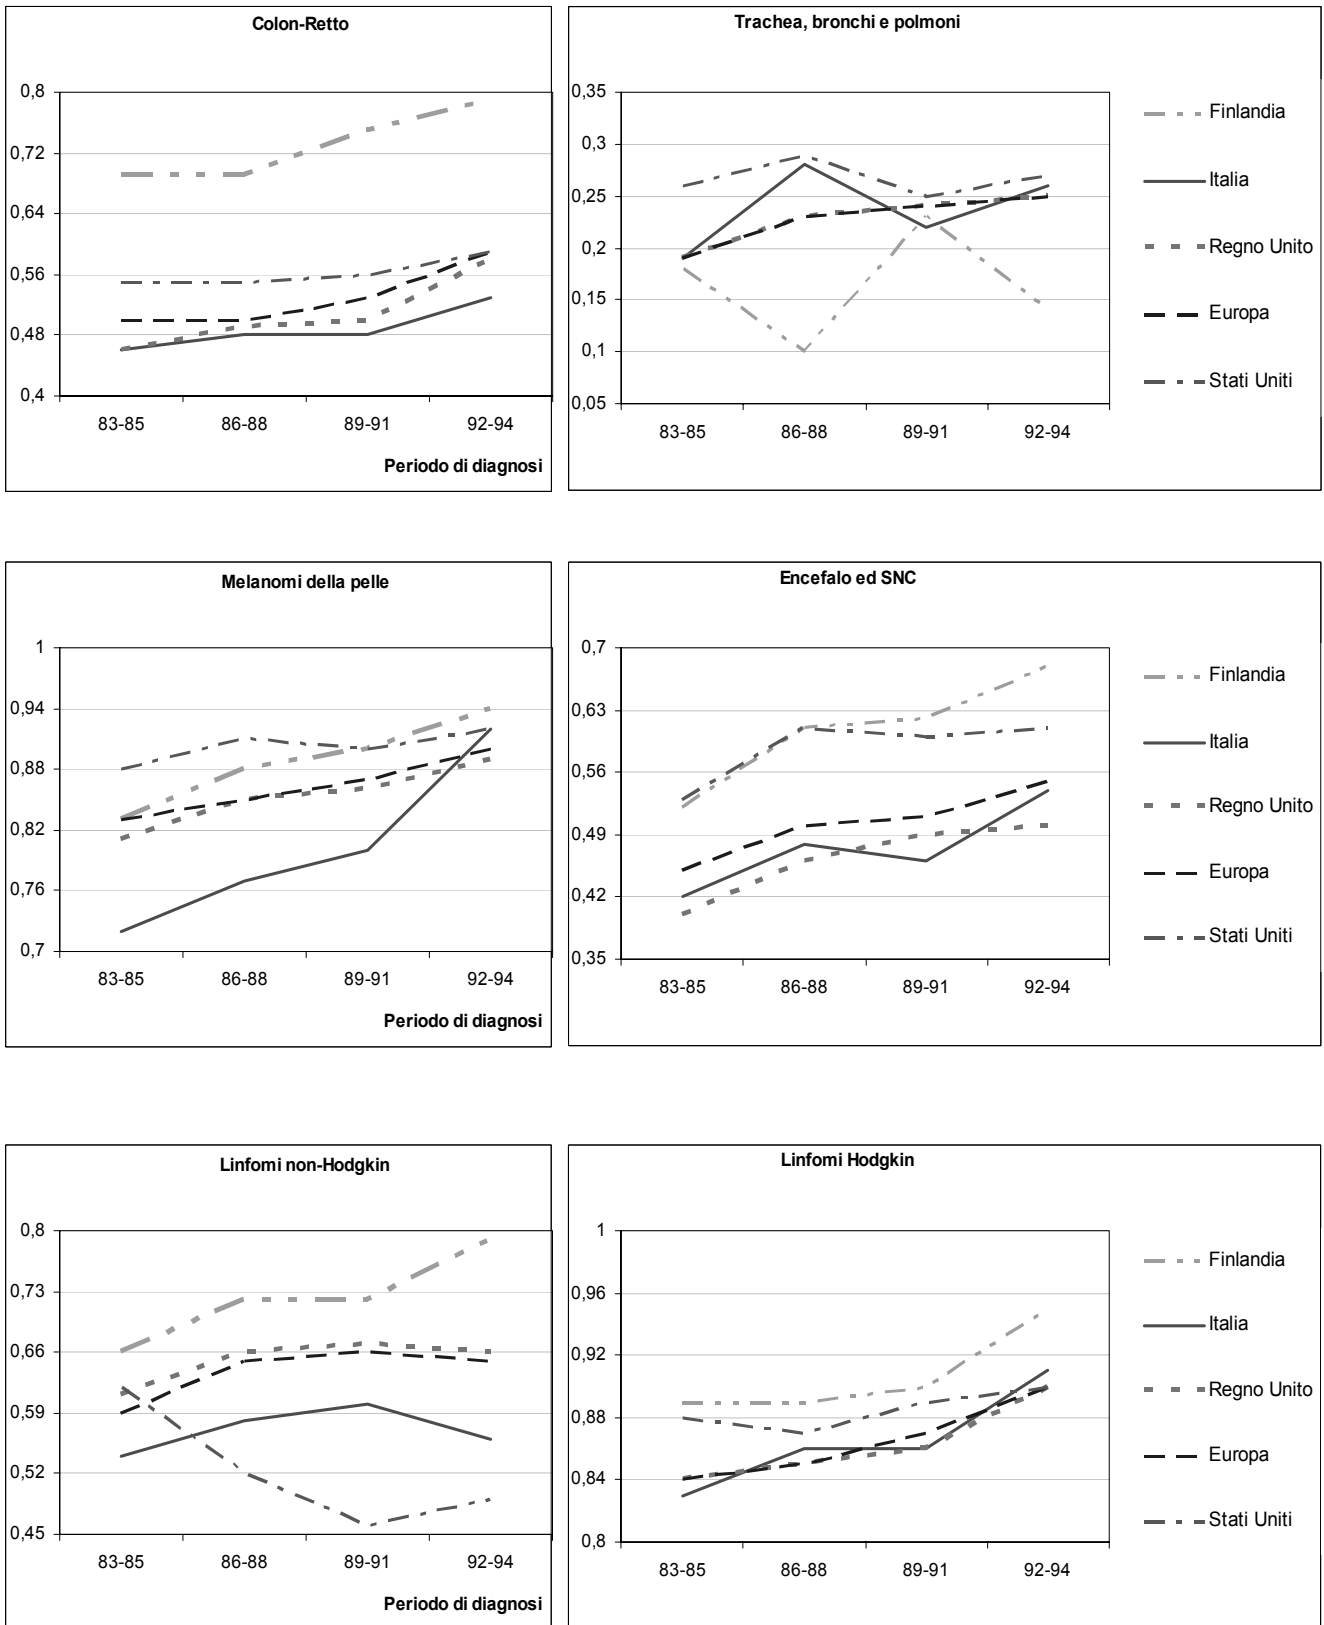 Colon-Retto
0,8
0,72
0,64
0,56
0,48
0,4
83-85 86-88 89-91 92-94
Periodo di diagnosi
Trachea, bronchi e polmoni
0,35
0,3
0,25
0,2
0,15
0,1
0,05
83-85 86-88 89-91 92-94
Finlandia
Italia
Regno Unito
Europa
Stati Uniti
Melanomi della pelle
1
0,94
0,88
0,82
0,76
0,7
83-85 86-88 89-91 92-94
Periodo di diagnosi
Encefalo ed SNC
0,7
0,63
0,56
0,49
0,42
0,35
83-85 86-88 89-91 92-94
Finlandia
Italia
Regno Unito
Europa
Stati Uniti
Linfomi non-Hodgkin
0,8
0,73
0,66
0,59
0,52
0,45
83-85 86-88 89-91 92-94
Periodo di diagnosi
Linfomi Hodgkin
1
0,96
0,92
0,88
0,84
0,8
83-85 86-88 89-91 92-94
Finlandia
Italia
Regno Unito
Europa
Stati Uniti